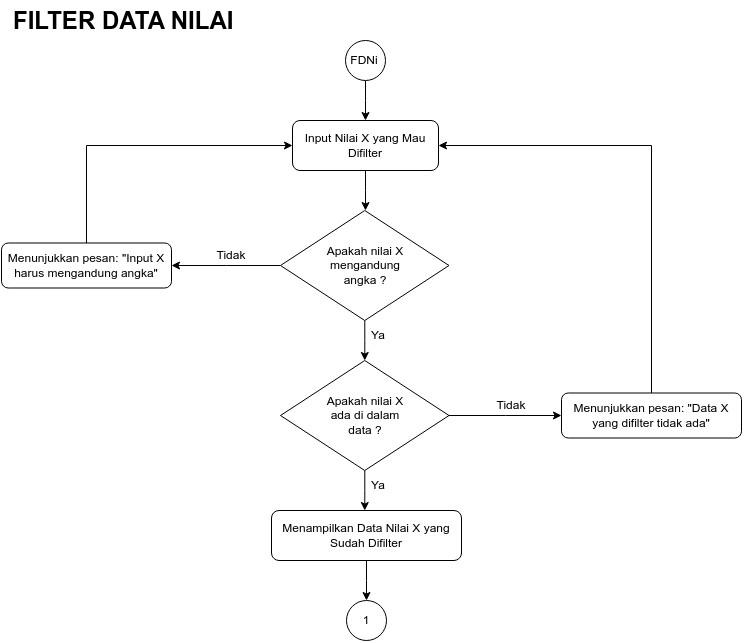 FILTER DATA NILAI
FDNi
Input Nilai X yang Mau
Difilter
Apakah nilai X
mengandung
angka ?
Tidak
Menunjukkan pesan: "Input X
harus mengandung angka"
Ya
Apakah nilai X
ada di dalam
data ?
Tidak
Menunjukkan pesan: "Data X
yang difilter tidak ada"
Ya
Menampilkan Data Nilai X yang
Sudah Difilter
1